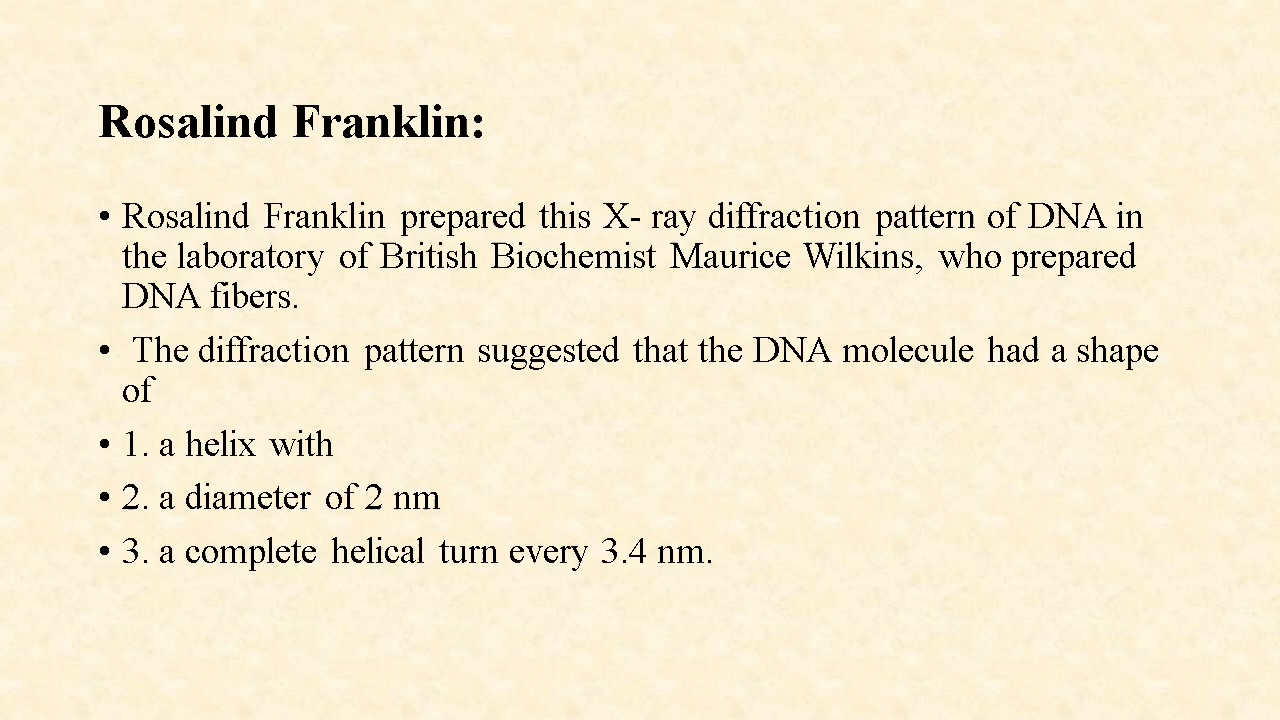 Rosalind Franklin:
• Rosalind Franklin prepared this X- ray diffraction pattern of DNA in
the laboratory of British Biochemist Maurice Wilkins, who prepared
DNA fibers.
• The diffraction pattern suggested that the DNA molecule had a shape
of
• 1. a helix with
• 2. a diameter of 2 nm
• 3. a complete helical turn every 3.4 nm.